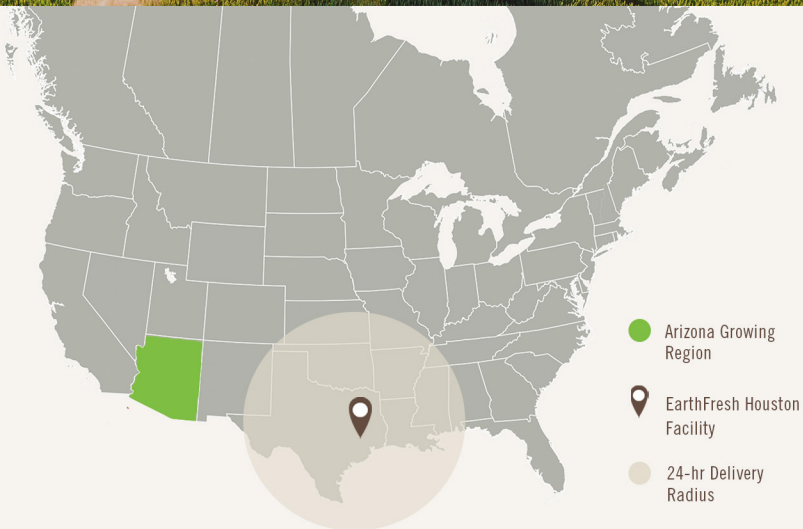 Arizona Growing
Region
EarthFresh Houston
Facility
24-hr Delivery
Radius